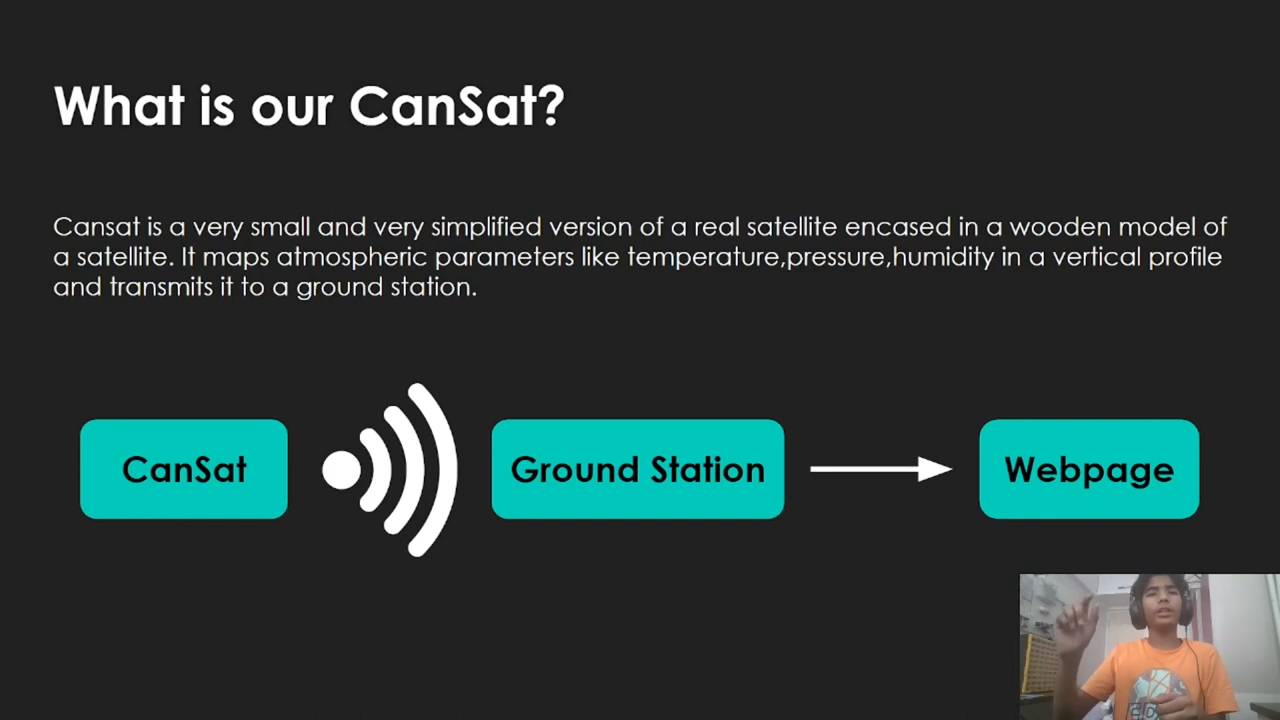 What is our CanSat?
Cansat is a very small and very simplified version of a real satellite encased in a wooden model of
a satellite. It maps atmospheric parameters like temperature,pressure,humidity in a vertical profile
and transmits it to a ground station.
CanSat
Ground Station
Webpage